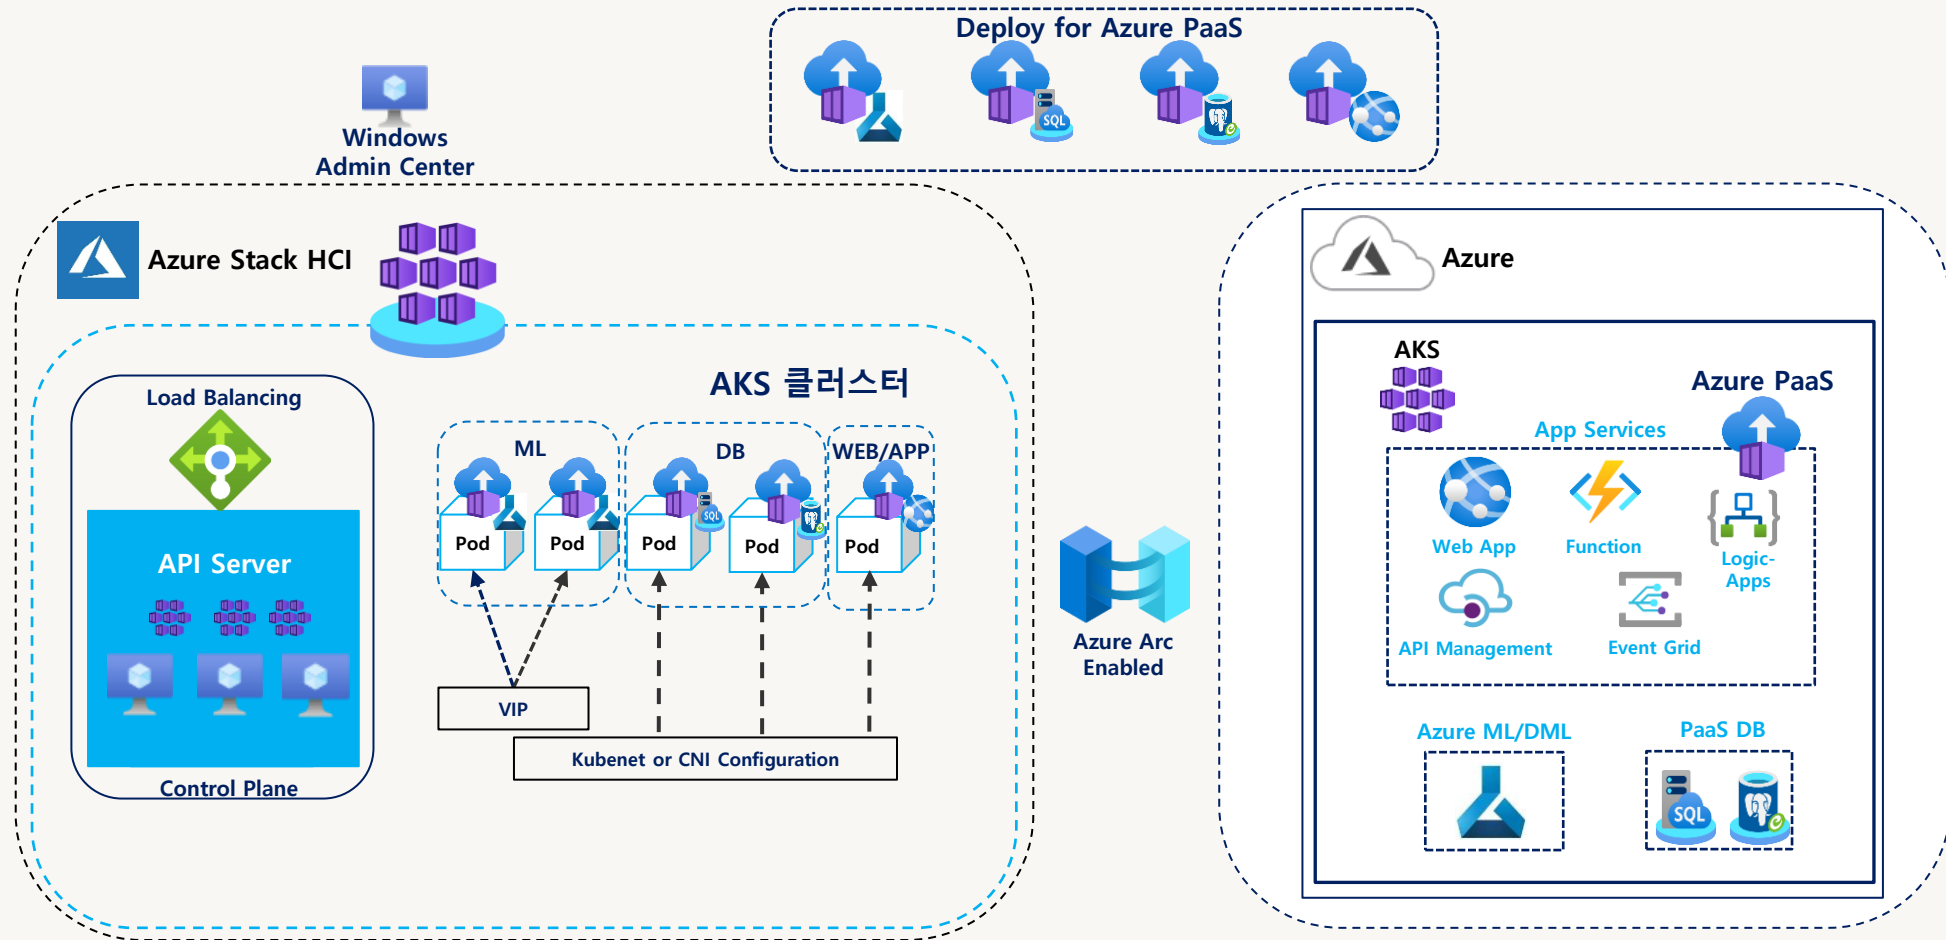 Deploy for Azure PaaS
SQL
Windows
Admin Center
Azure Stack HCI
AKS 클러스터
Load Balancing
API Server
Control Plane
ML
DB
WEB/APP
SQL
Pod
Pod
Pod
Pod
Pod
VIP
Kubenet or CNI Configuration
Azure Arc
Enabled
Azure
AKS
Azure PaaS
App Services
Web App
Function
Logic-
Apps
API Management
Event Grid
Azure ML/DML
PaaS DB
SQL